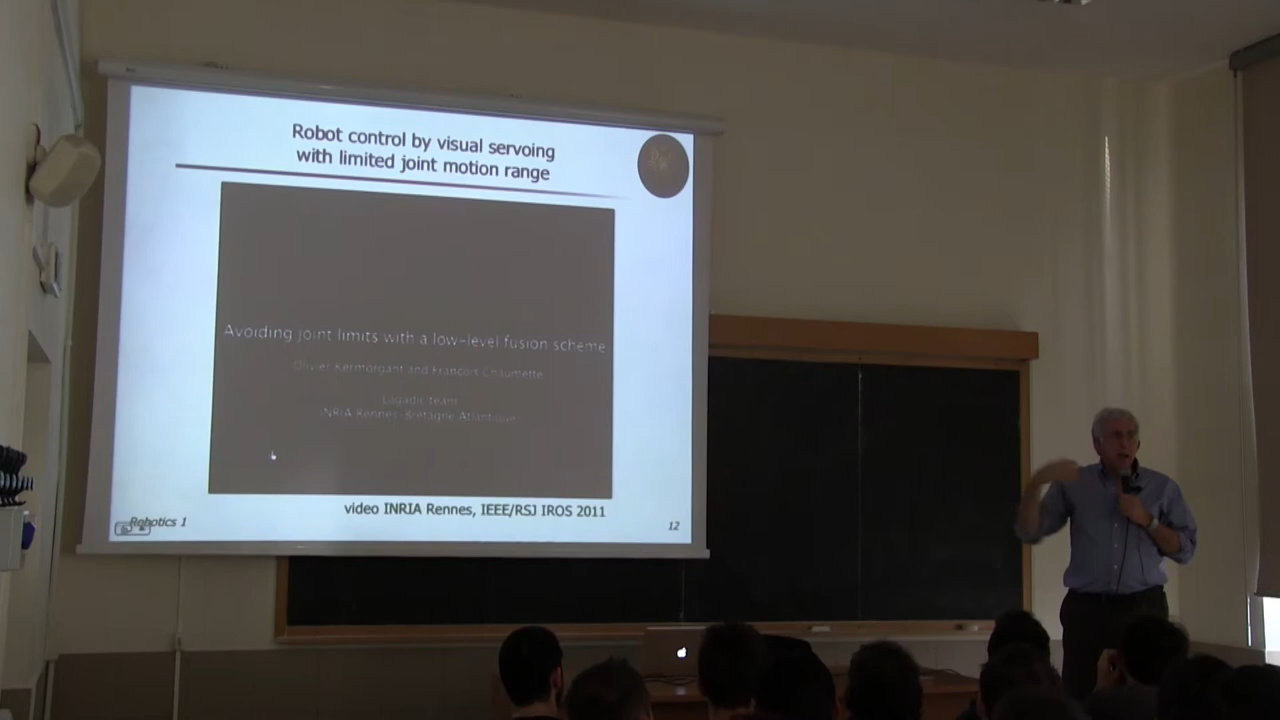 Robot control by visual servoing
with limited joint motion range
Avoiding joint limits with a low-level fusion scheme
Olivier Kermorgant and François Chaumette
Lagadic team
INRIA Rennes-Bretagne Atlantique
video INRIA Rennes, IEEE/RSJ IROS 2011
Robotics 1
12